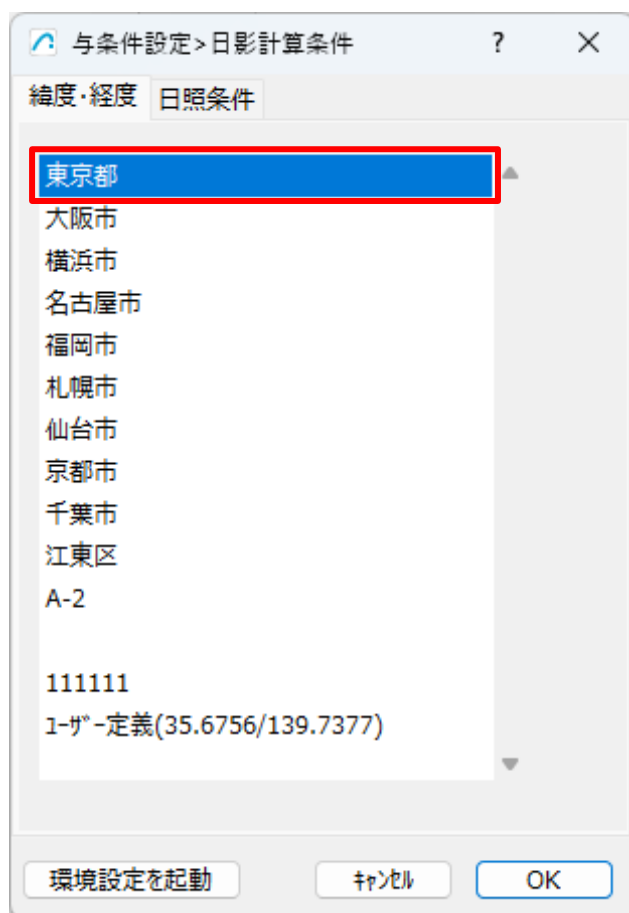 与条件設定>日影計算条件 ? ×
緯度・経度 日照条件
東京都
大阪市
横浜市
名古屋市
福岡市
札幌市
仙台市
京都市
千葉市
江東区
A-2
111111
ﾕｰｻﾞｰ定義(35.6756/139.7377)
環境設定を起動 ｷｬﾝｾﾙ OK